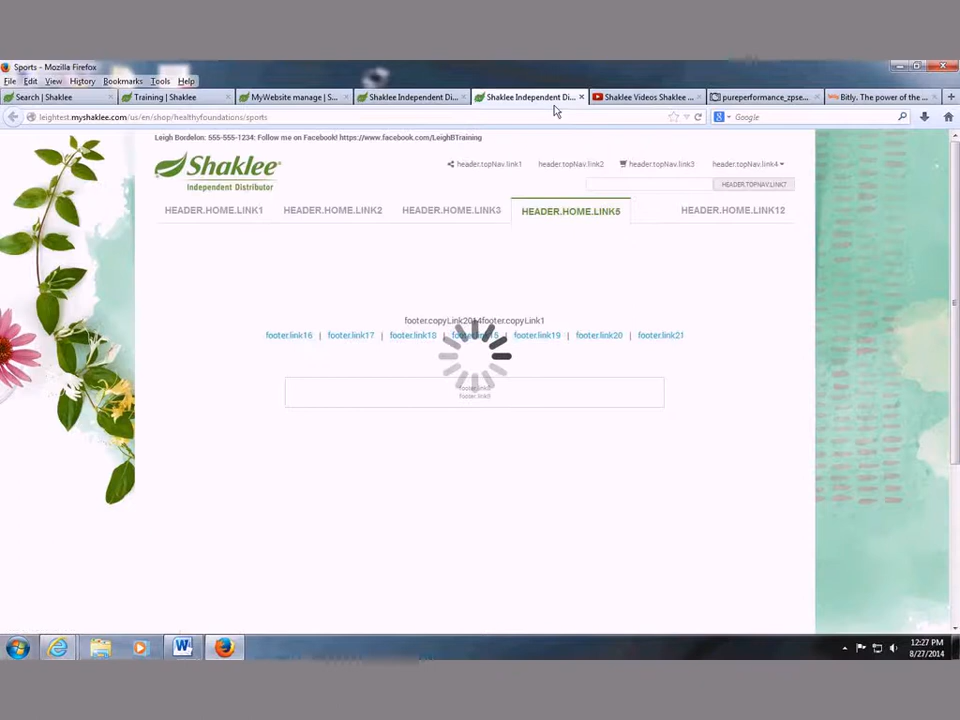 Sports - Mozilla Firefox
File Edit View History Bookmarks Tools Help
Search | Shaklee
Training | Shaklee
MyWebsite manage | S...
Shaklee Independent Di...
Shaklee Independent Di...
Shaklee Videos Shaklee ...
pureperformance_zpse...
Bitly. The power of the ...
leightest.myshaklee.com/us/en/shop/healthyfoundations/sports
Google
Leigh Bordelon: 555-555-1234: Follow me on Facebook! https://www.facebook.com/LeighBTraining
Shaklee
Independent Distributor
header.topNav.link1
header.topNav.link2
header.topNav.link3
header.topNav.link4
HEADER.TOPNAV.LINK7
HEADER.HOME.LINK1
HEADER.HOME.LINK2
HEADER.HOME.LINK3
HEADER.HOME.LINK5
HEADER.HOME.LINK12
footer.copyLink2014footer.copyLink1
footer.link16 | footer.link17 | footer.link18 | | footer.link19 | footer.link20 | footer.link21
12:27 PM
8/27/2014